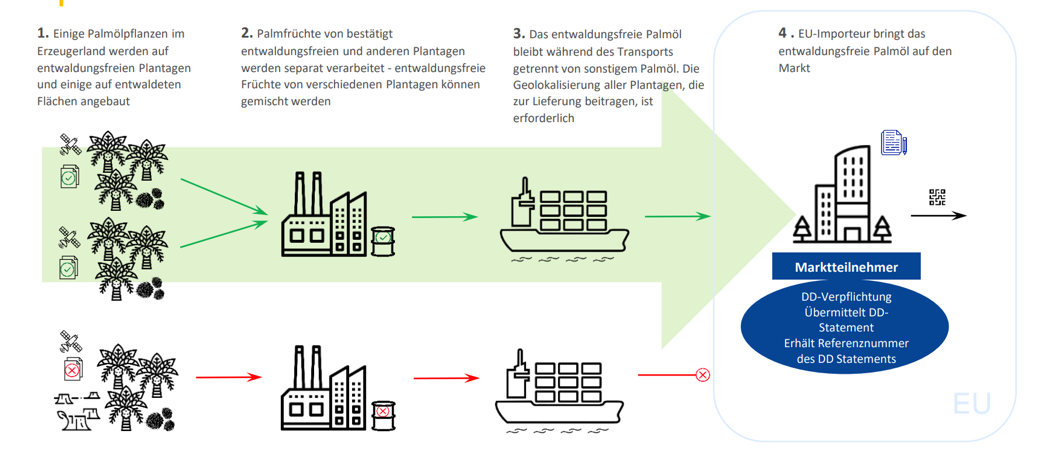 1. Einige Palmölpflanzen im
Erzeugerland werden auf
entwaldungsfreien Plantagen
und einige auf entwaldeten
Flächen angebaut
2. Palmfrüchte von bestätigt
entwaldungsfreien und anderen Plantagen
werden separat verarbeitet - entwaldungsfreie
Früchte von verschiedenen Plantagen können
gemischt werden
3. Das entwaldungsfreie Palmöl
bleibt während des Transports
getrennt von sonstigem Palmöl. Die
Geolokalisierung aller Plantagen, die
zur Lieferung beitragen, ist
erforderlich
4 . EU-Importeur bringt das
entwaldungsfreie Palmöl auf den
Markt
Marktteilnehmer
DD-Verpflichtung
Übermittelt DD-
Statement
Erhält Referenznummer
des DD Statements
EU